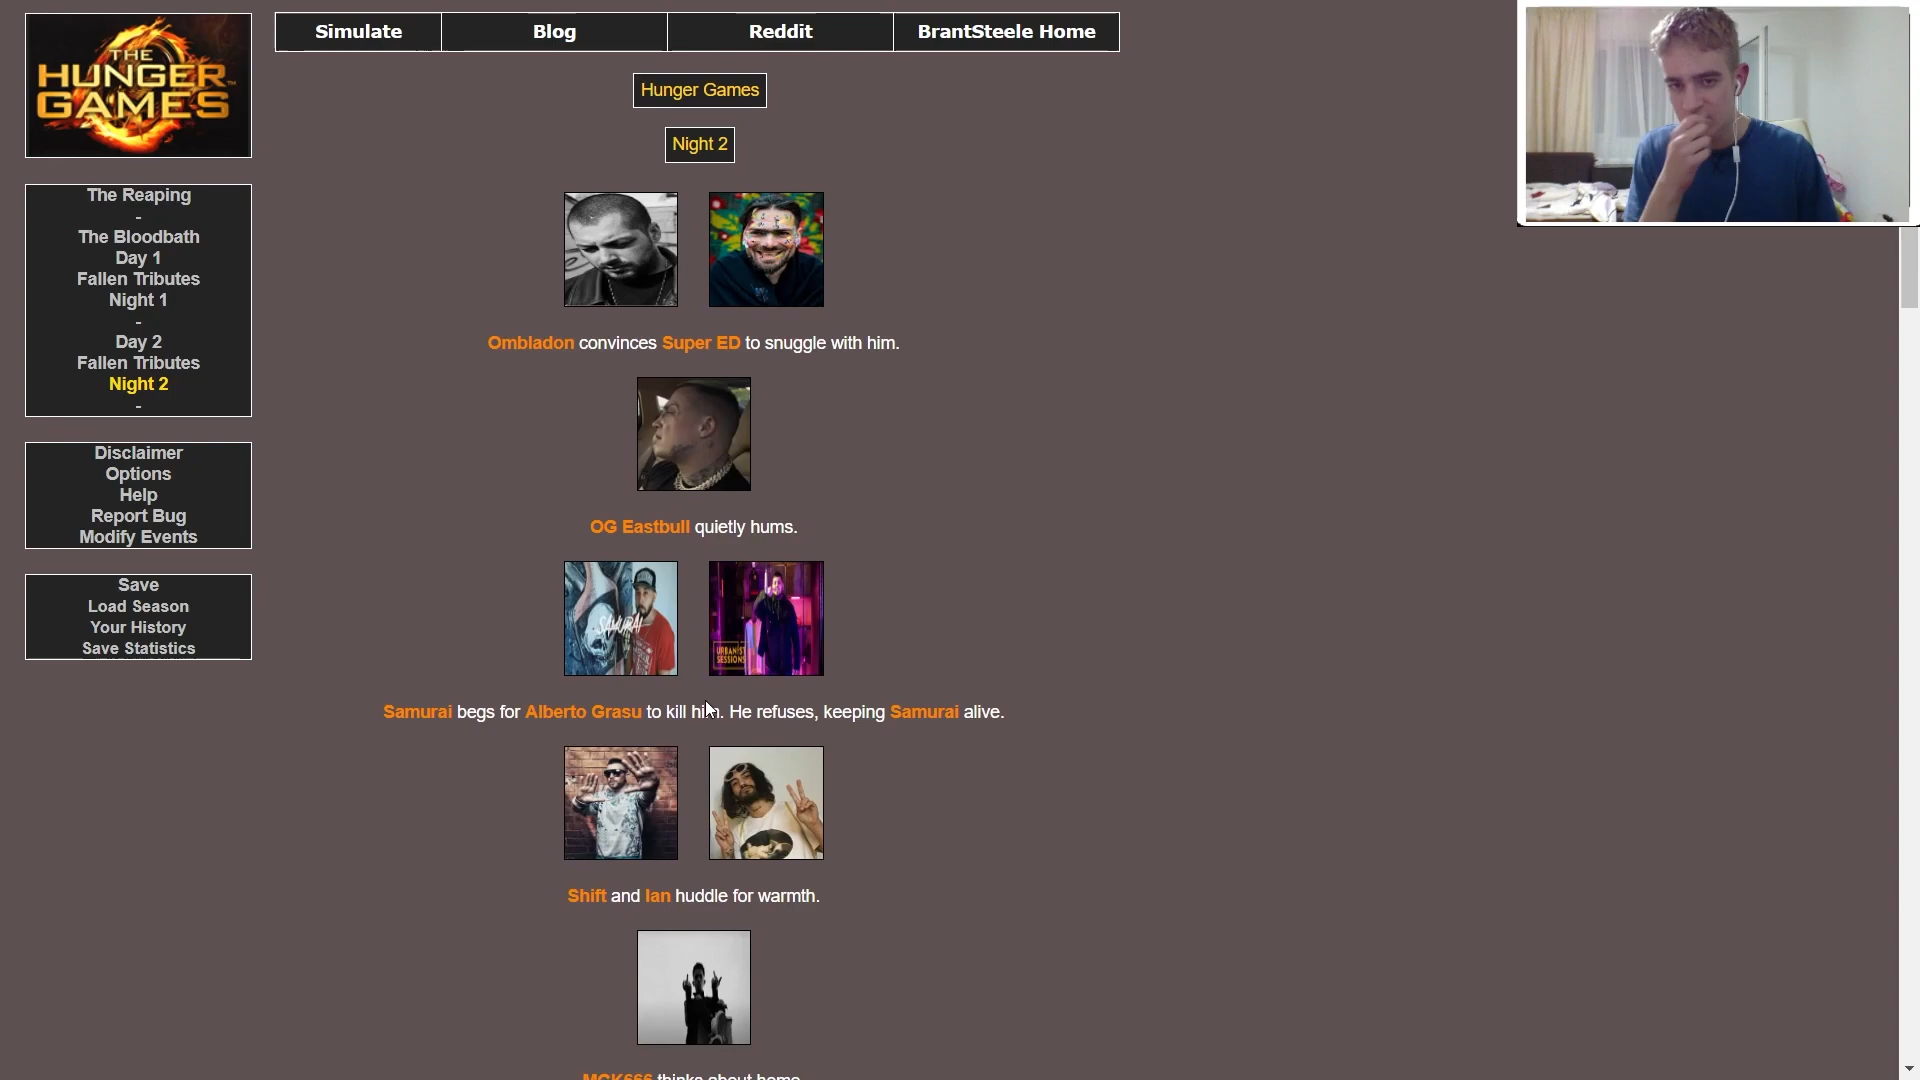 THE
HUNGER
GAMES
Simulate
Blog
Reddit
BrantSteele Home
Hunger Games
Night 2
The Reaping
-
The Bloodbath
Day 1
Fallen Tributes
Night 1
-
Day 2
Fallen Tributes
Night 2
-
Disclaimer
Options
Help
Report Bug
Modify Events
Save
Load Season
Your History
Save Statistics
Ombladon convinces Super ED to snuggle with him.
OG Eastbull quietly hums.
SAMURAI
URBANIST
SESSIONS
Samurai begs for Alberto Grasu to kill him. He refuses, keeping Samurai alive.
Shift and Ian huddle for warmth.
MGK666 thinks about home.